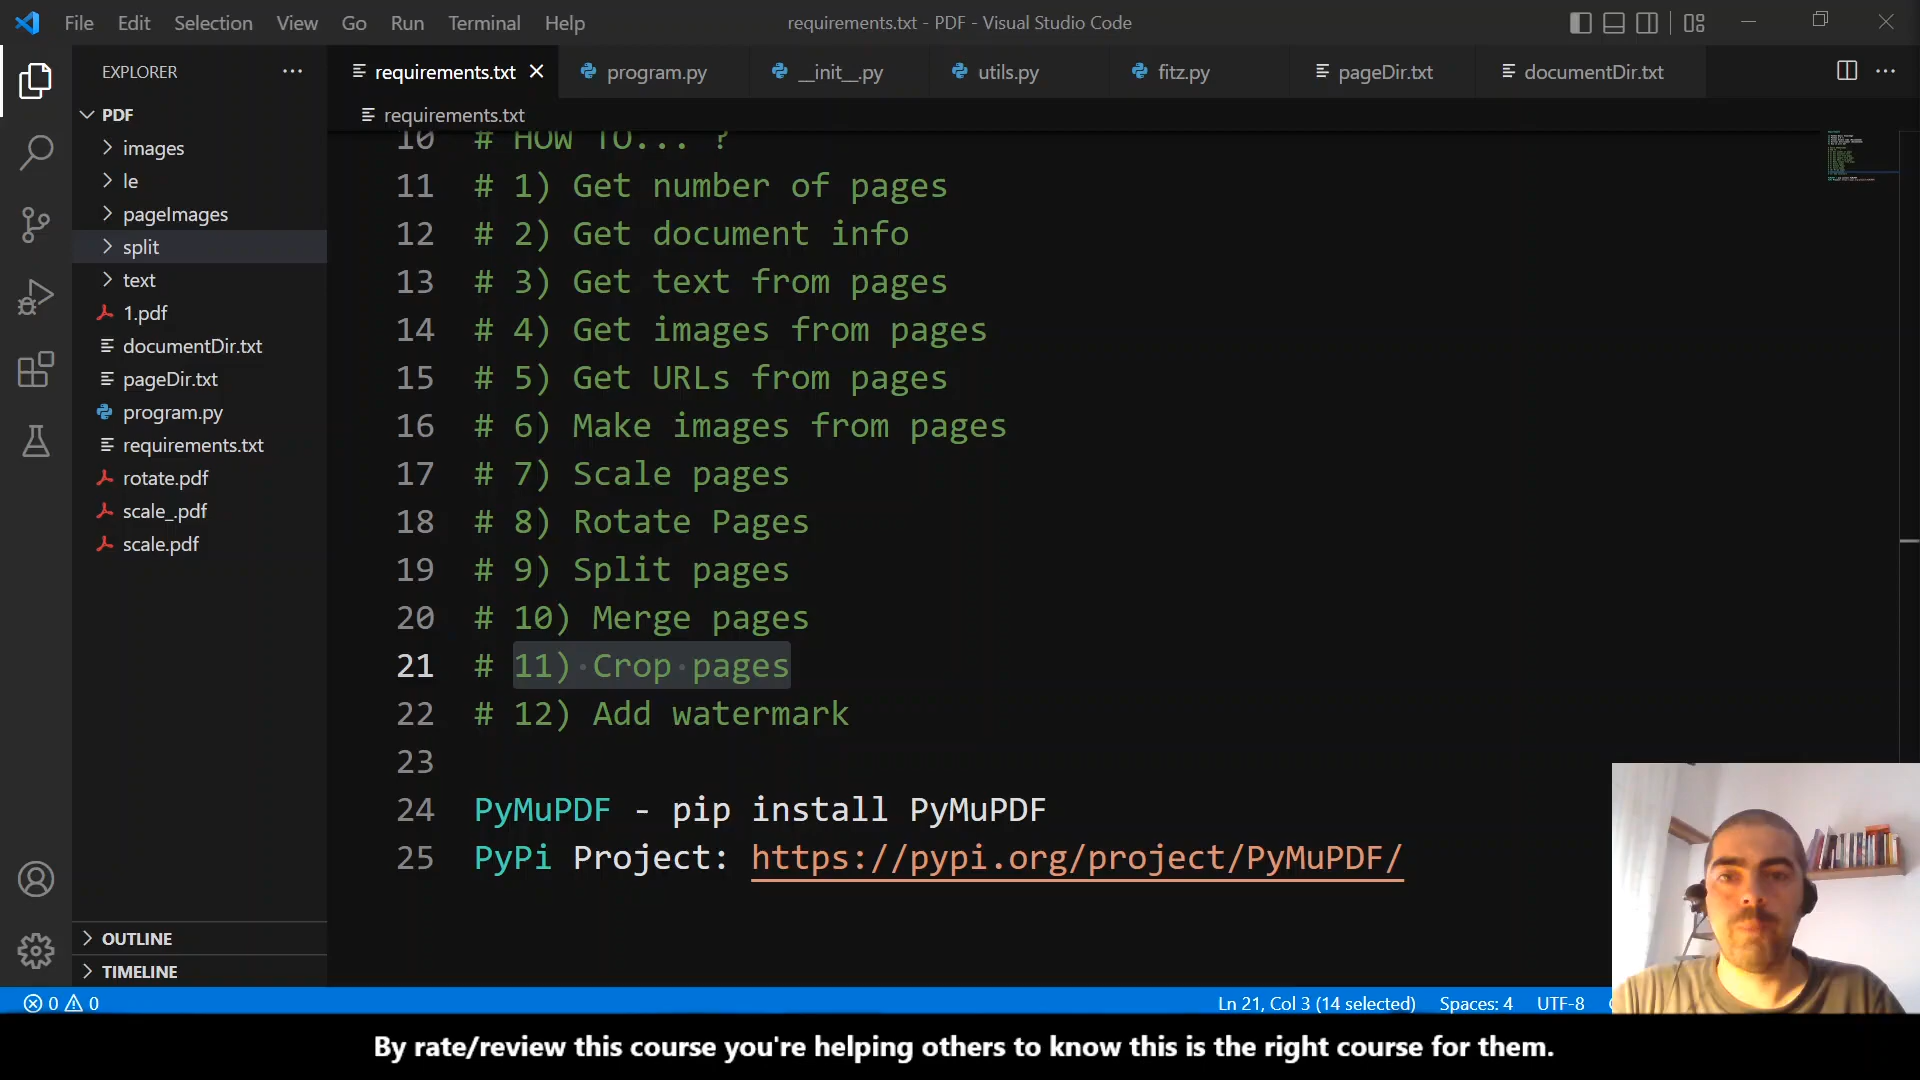 File Edit Selection View Go Run Terminal Help
requirements.txt - PDF - Visual Studio Code
EXPLORER
PDF
images
le
pageImages
split
text
1.pdf
documentDir.txt
pageDir.txt
program.py
requirements.txt
rotate.pdf
scale_.pdf
scale.pdf
OUTLINE
TIMELINE
requirements.txt program.py __init__.py utils.py fitz.py pageDir.txt documentDir.txt
requirements.txt
10 # HOW TO... ?
11 # 1) Get number of pages
12 # 2) Get document info
13 # 3) Get text from pages
14 # 4) Get images from pages
15 # 5) Get URLs from pages
16 # 6) Make images from pages
17 # 7) Scale pages
18 # 8) Rotate Pages
19 # 9) Split pages
20 # 10) Merge pages
21 # 11) Crop pages
22 # 12) Add watermark
23
24 PyMuPDF - pip install PyMuPDF
25 PyPi Project: https://pypi.org/project/PyMuPDF/
0 0 Ln 21, Col 3 (14 selected) Spaces: 4 UTF-8
By rate/review this course you're helping others to know this is the right course for them.